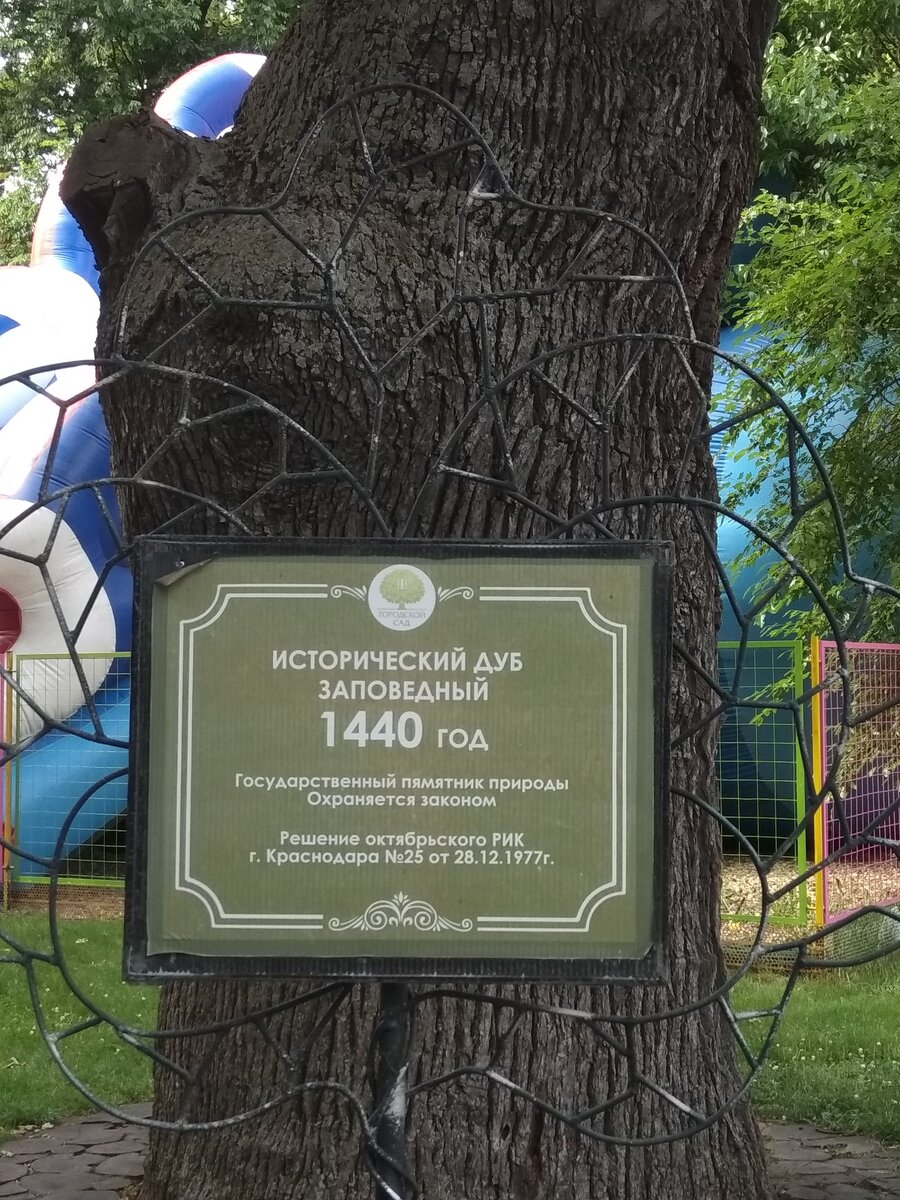 ГОРОДСКОЙ
САД
ИСТОРИЧЕСКИЙ ДУБ
ЗАПОВЕДНЫЙ
1440 ГОД
Государственный пямятник природы
Охраняется законом
Решение октябрьского РИК
г. Краснодара №25 от 28.12.1977г.